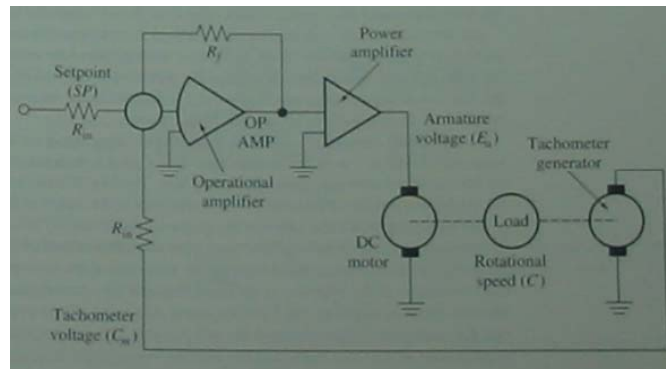 Power
amplifier
R_f
Setpoint
(SP)
R_in
OP
AMP
Operational
amplifier
Armature
voltage (E_a)
Tachometer
generator
R_in
DC
motor
Load
Rotational
speed (C)
Tachometer
voltage (C_m)